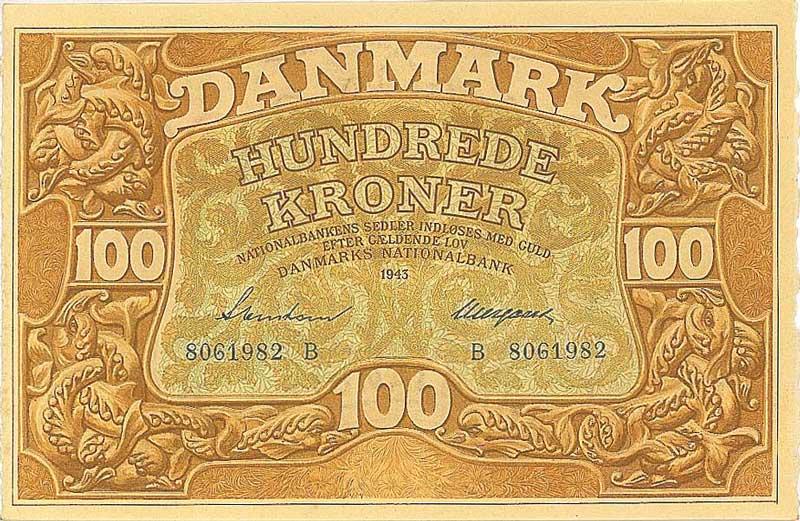 DANMARK
HUNDREDE
KRONER
NATIONALBANKENS SEDLER INDLØSES MED GULD
EFTER GÆLDENDE LOV
DANMARKS NATIONALBANK
1943
100 100
8061982 B B 8061982
100